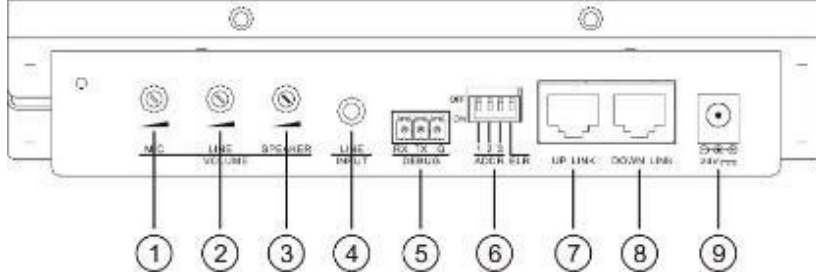 OFF
ON
MIC LINE SPEAKER LINE RX TX G 1 2 3 UP LINK DOWN LINK
VOLUME INPUT DEBUG ADDR 24V
① ② ③ ④ ⑤ ⑥ ⑦ ⑧ ⑨